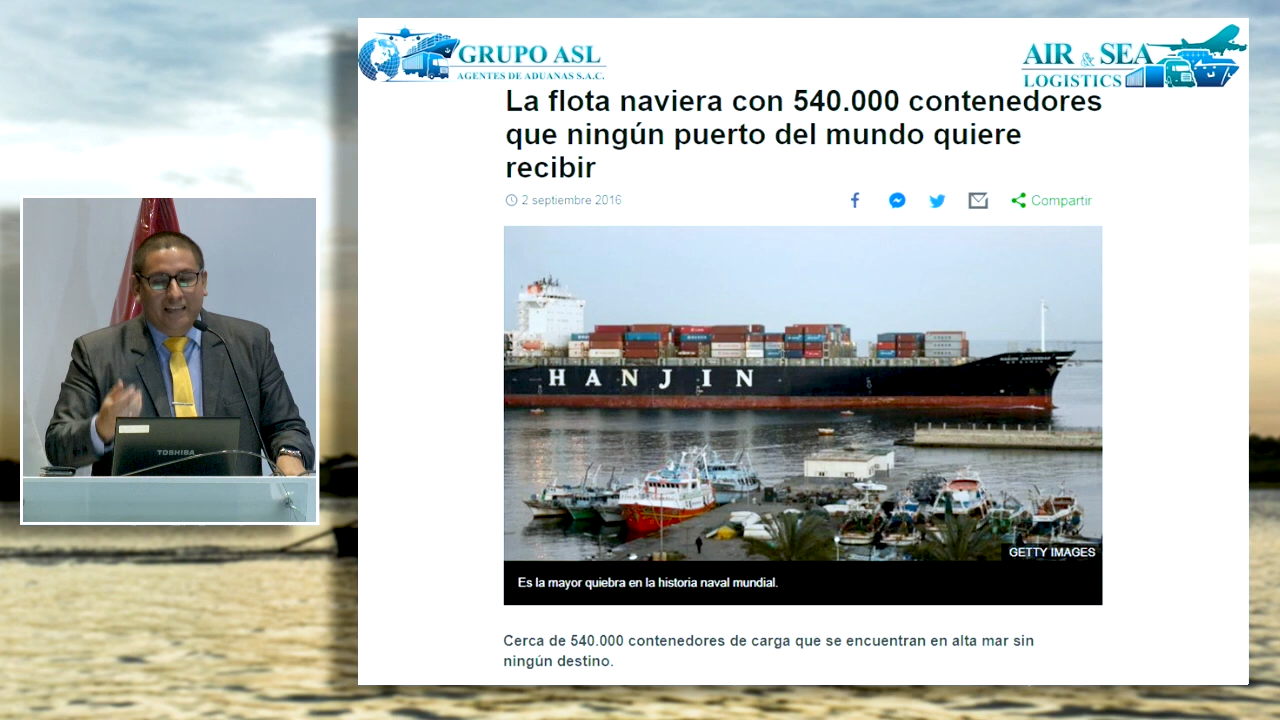 GRUPO ASL
AGENTES DE ADUANAS S.A.C.
AIR & SEA
LOGISTICS
La flota naviera con 540.000 contenedores
que ningún puerto del mundo quiere
recibir
2 septiembre 2016
Compartir
HANJIN
GETTY IMAGES
Es la mayor quiebra en la historia naval mundial.
TOSHIBA
Cerca de 540.000 contenedores de carga que se encuentran en alta mar sin
ningún destino.